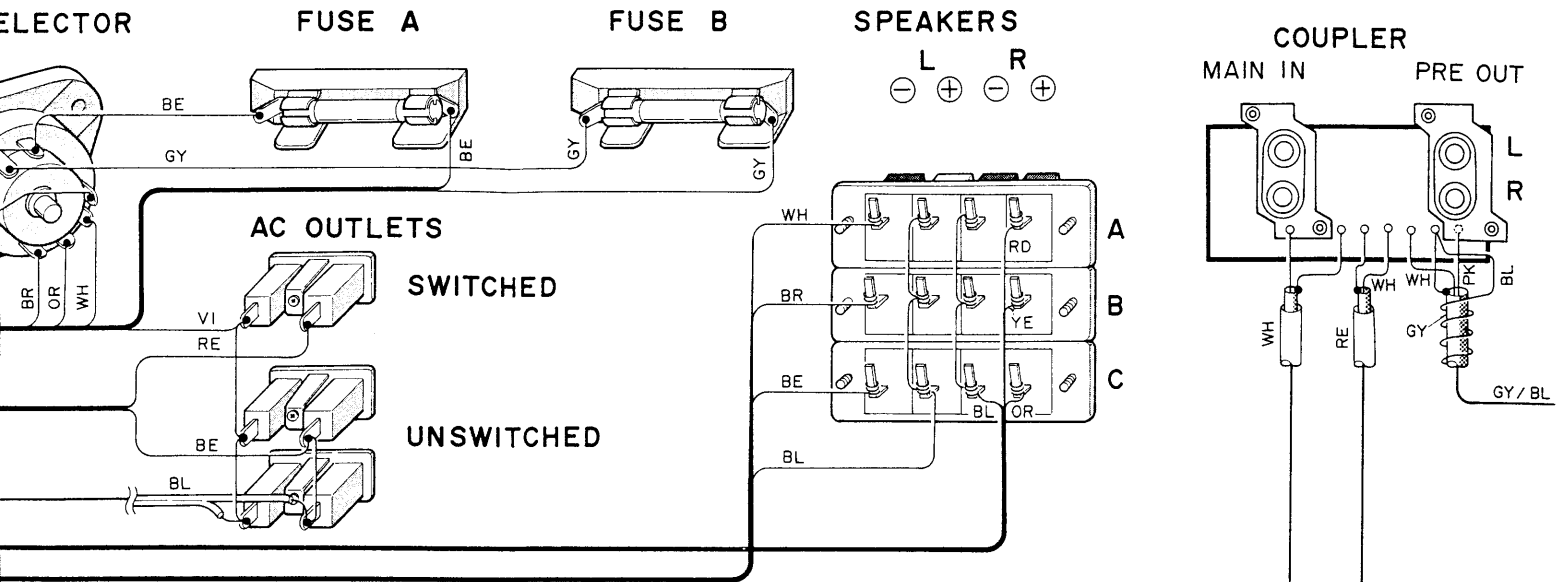 ELECTOR
FUSE A
FUSE B
SPEAKERS
L R
⊖ ⊕ ⊖ ⊕
COUPLER
MAIN IN
PRE OUT
BE
BE
GY
GY
GY
L
R
AC OUTLETS
WH
RD
A
SWITCHED
BR
OR
WH
VI
RE
BR
YE
B
WH
WH
PK
BL
WH
RE
GY
BE
BL
OR
C
GY/BL
UNSWITCHED
BE
BL
BL